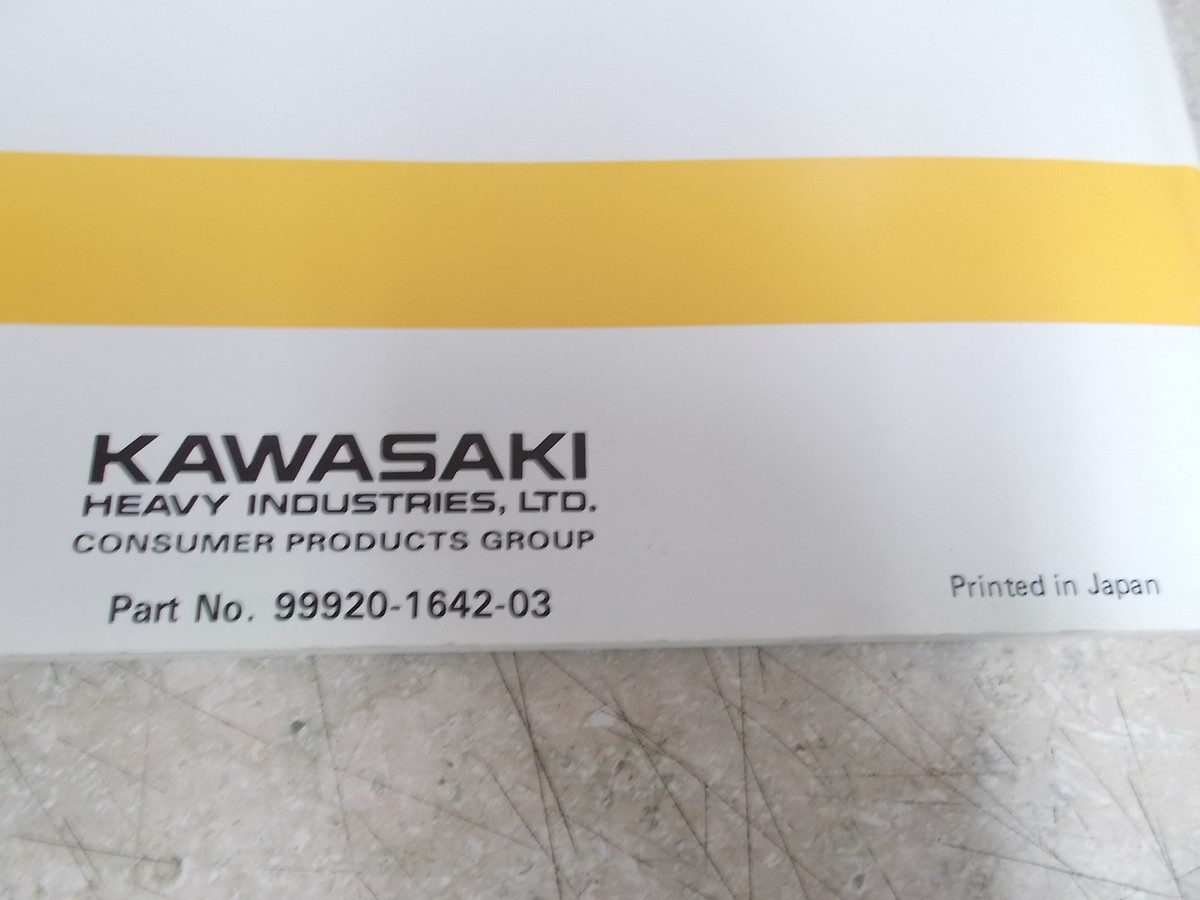 KAWASAKI
HEAVY INDUSTRIES, LTD.
CONSUMER PRODUCTS GROUP
Part No. 99920-1642-03
Printed in Japan